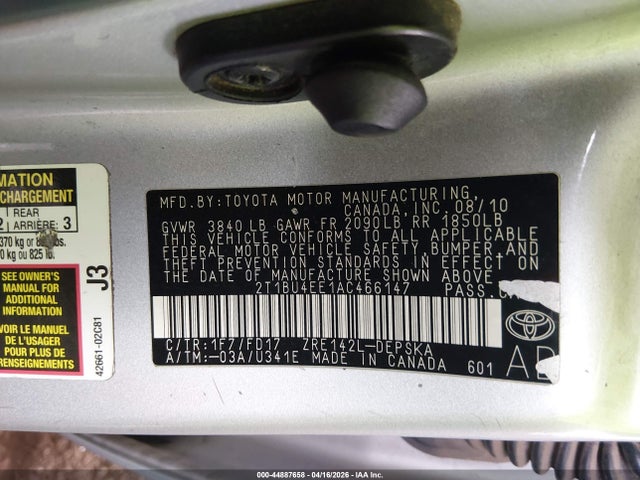 MATION
CHARGEMENT
2 REAR ARRIÈRE: 3
370 kg or
kg ou 825 lb.
SEE OWNER'S
MANUAL FOR
ADDITIONAL
INFORMATION
Voir le manuel
de l'usager
pour plus de
renseignements
J3
42661-02C81
MFD.BY:TOYOTA MOTOR MANUFACTURING,
CANADA, INC. 08/10
GVWR 3840LB GAWR FR 2090LB RR 1850LB
THIS VEHICLE CONFORMS TO ALL APPLICABLE
FEDERAL MOTOR VEHICLE SAFETY, BUMPER AND
THEFT PREVENTION STANDARDS IN EFFECT ON
THE DATE OF MANUFACTURE SHOWN ABOVE.
2T1BU4EE1AC466147 PASS.
C/TR:1F7/FD17 ZRE142L-DEPSKA
A/TM:-03A/U341E MADE IN CANADA 601
000-44887658 - 04/16/2026 - IAA Inc.